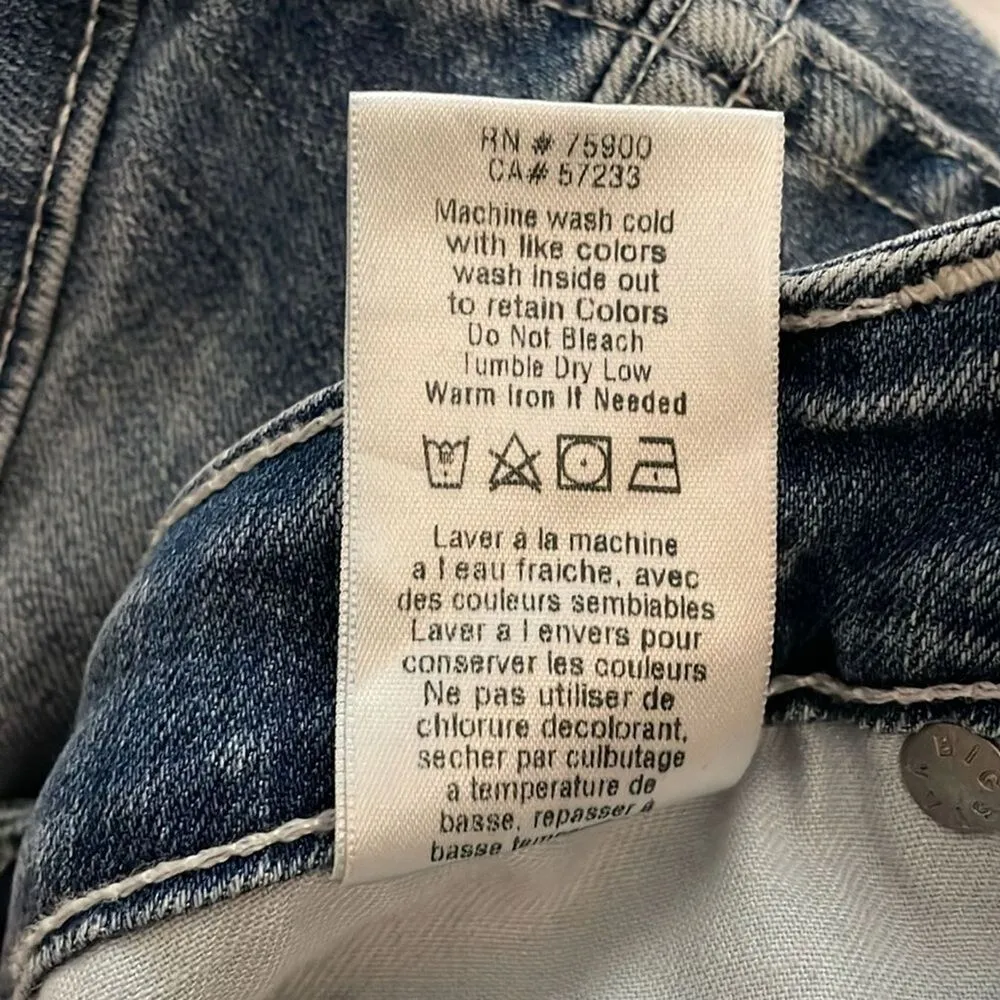 RN # 75900
CA# 57233
Machine wash cold
with like colors
wash inside out
to retain Colors
Do Not Bleach
Tumble Dry Low
Warm Iron If Needed
Laver à la machine
a l eau fraiche, avec
des couleurs semblables
Laver a l envers pour
conserver les couleurs
Ne pas utiliser de
chlorure decolorant,
secher par culbutage
a temperature de
basse, repasser à
basse
BIG